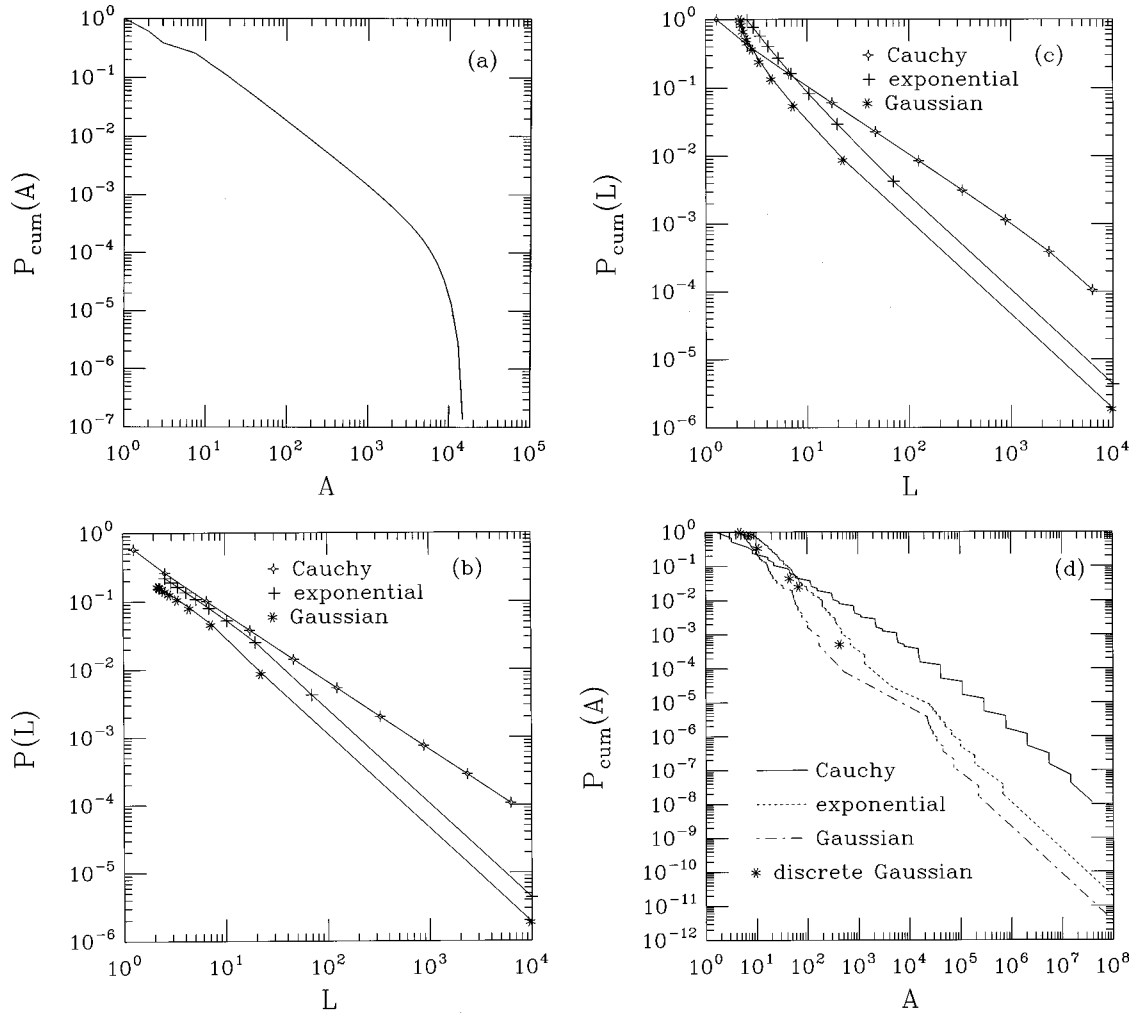 (a)
P_cum(A)
10^0
10^-1
10^-2
10^-3
10^-4
10^-5
10^-6
10^-7
10^0 10^1 10^2 10^3 10^4 10^5
A
(c)
Cauchy
exponential
Gaussian
P_cum(L)
10^0
10^-1
10^-2
10^-3
10^-4
10^-5
10^-6
10^0 10^1 10^2 10^3 10^4
L
(b)
Cauchy
exponential
Gaussian
P(L)
10^0
10^-1
10^-2
10^-3
10^-4
10^-5
10^-6
10^0 10^1 10^2 10^3 10^4
L
(d)
P_cum(A)
10^0
10^-1
10^-2
10^-3
10^-4
10^-5
10^-6
10^-7
10^-8
10^-9
10^-10
10^-11
10^-12
Cauchy
exponential
Gaussian
discrete Gaussian
10^0 10^1 10^2 10^3 10^4 10^5 10^6 10^7 10^8
A